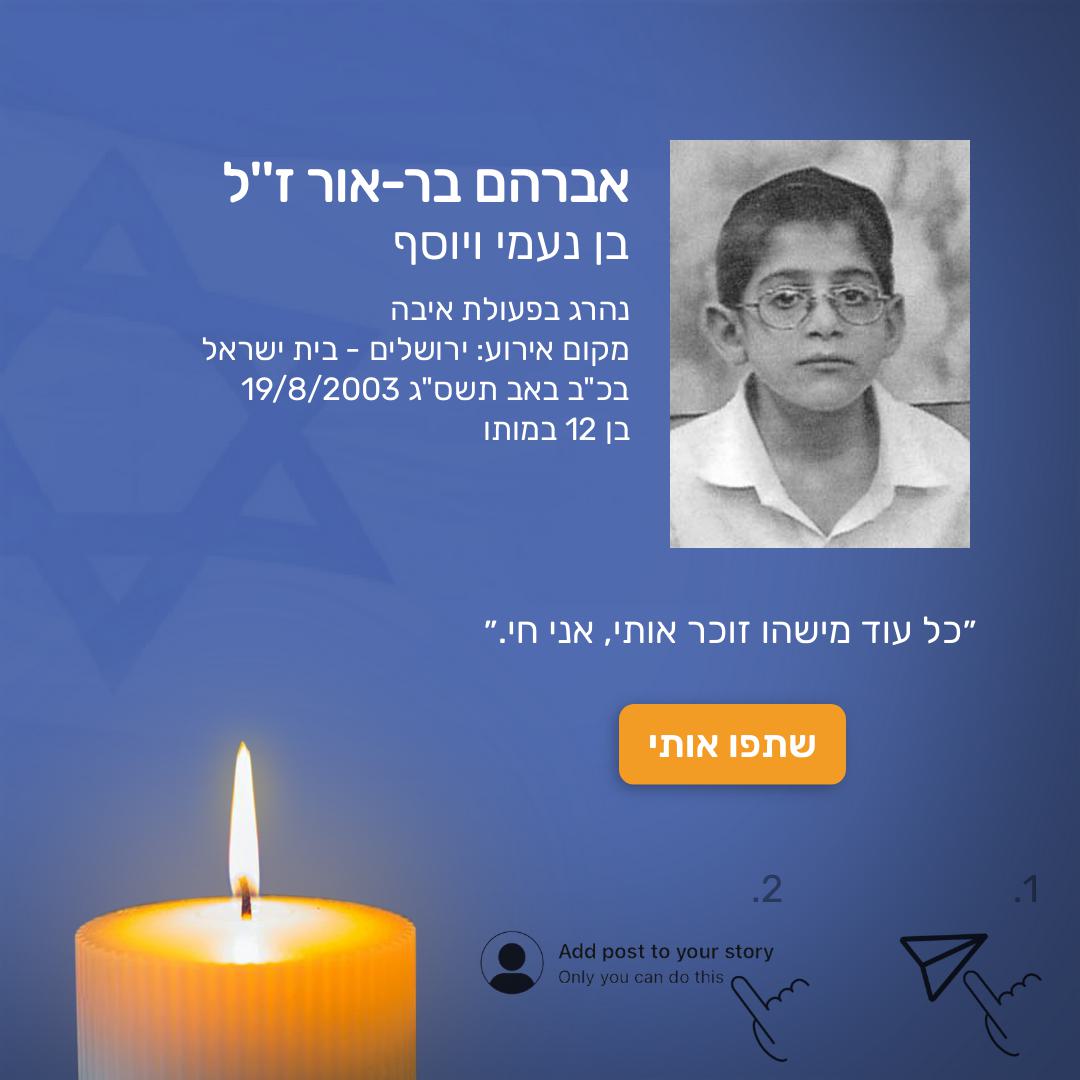 אברהם בר-אור ז"ל
בן נעמי ויוסף
נהרג בפעולת איבה
מקום אירוע: ירושלים - בית ישראל
בכ"ב באב תשס"ג 19/8/2003
בן 12 במותו
״כל עוד מישהו זוכר אותי, אני חי.״
שתפו אותי
.1
.2
Add post to your story
Only you can do this